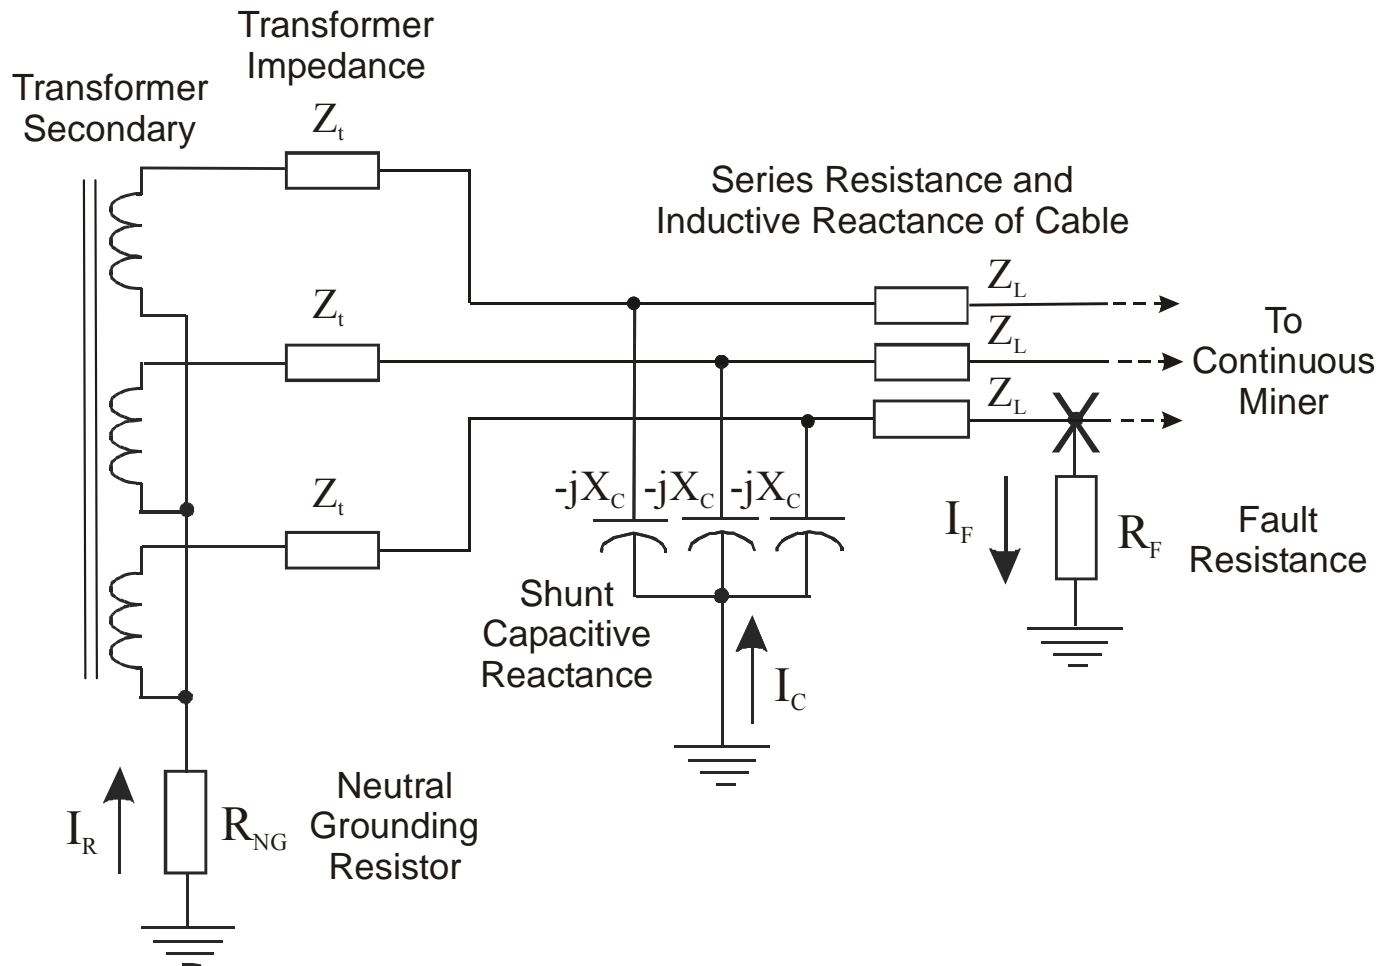 Transformer
Impedance
Transformer
Secondary
Zt
Series Resistance and
Inductive Reactance of Cable
ZL
Zt
ZL
To
Continuous
Miner
ZL
Zt
-jXC
-jXC
-jXC
IF
RF
Fault
Resistance
Shunt
Capacitive
Reactance
IC
Neutral
Grounding
Resistor
IR
RNG